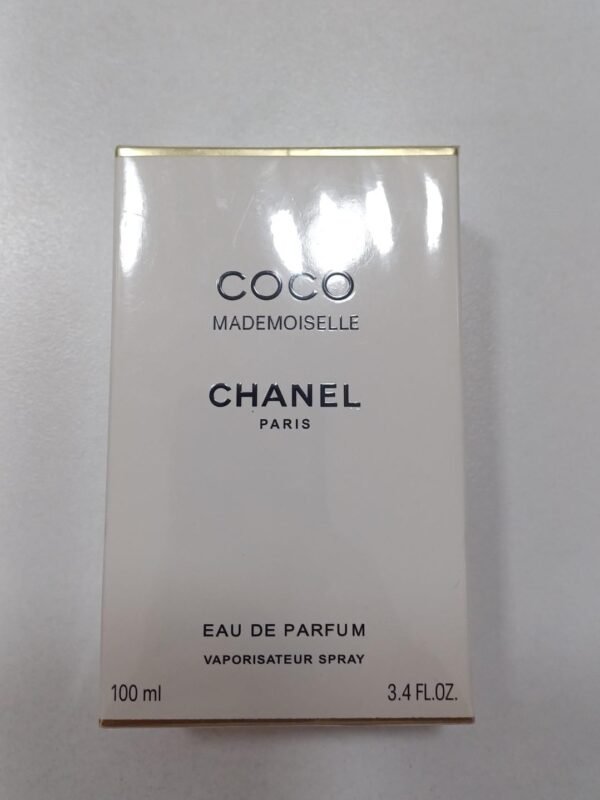 COCO
MADEMOISELLE
CHANEL
PARIS
EAU DE PARFUM
VAPORISATEUR SPRAY
100 ml 3.4 FL.OZ.